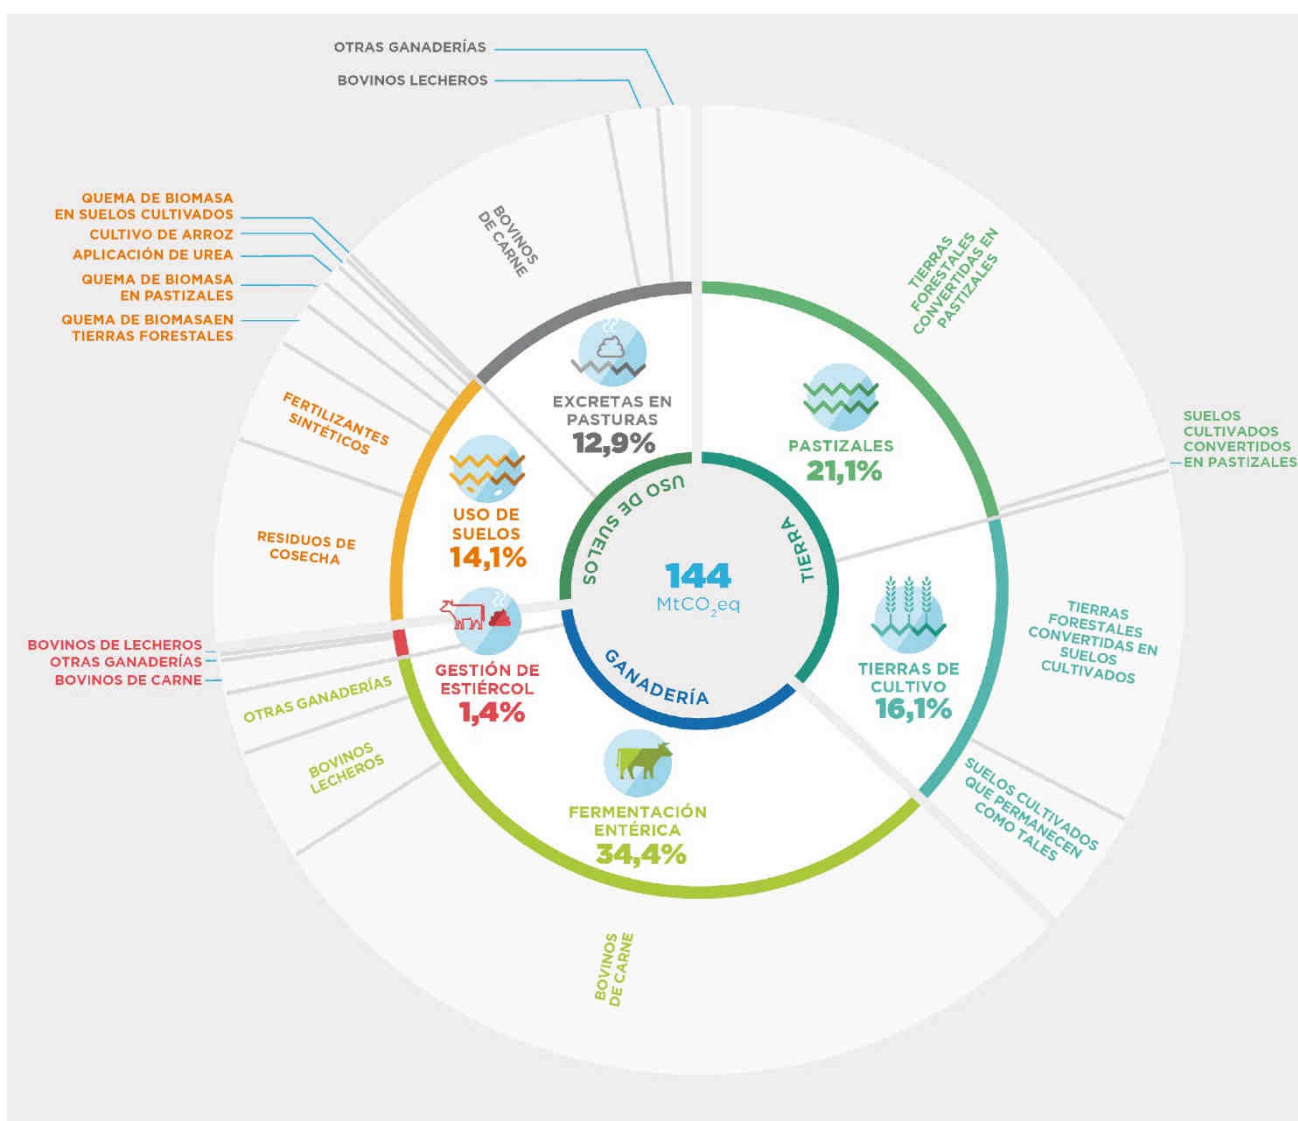 OTRAS GANADERÍAS
BOVINOS LECHEROS
QUEMA DE BIOMASA
EN SUELOS CULTIVADOS
CULTIVO DE ARROZ
APLICACIÓN DE UREA
QUEMA DE BIOMASA
EN PASTIZALES
QUEMA DE BIOMASAEN
TIERRAS FORESTALES
FERTILIZANTES
SINTÉTICOS
RESIDUOS DE
COSECHA
BOVINOS
DE CARNE
TIERRAS
FORESTALES
CONVERTIDAS EN
PASTIZALES
SUELOS
CULTIVADOS
CONVERTIDOS
EN PASTIZALES
EXCRETAS EN
PASTURAS
12,9%
PASTIZALES
21,1%
USO DE
SUELOS
14,1%
USO DE SUELOS
TIERRA
144
MtCO₂eq
GANADERÍA
TIERRAS DE
CULTIVO
16,1%
TIERRAS
FORESTALES
CONVERTIDAS EN
SUELOS
CULTIVADOS
SUELOS CULTIVADOS
QUE PERMANECEN
COMO TALES
BOVINOS DE LECHEROS
OTRAS GANADERÍAS
BOVINOS DE CARNE
GESTIÓN DE
ESTIÉRCOL
1,4%
OTRAS GANADERÍAS
BOVINOS
LECHEROS
FERMENTACIÓN
ENTÉRICA
34,4%
BOVINOS
DE CARNE